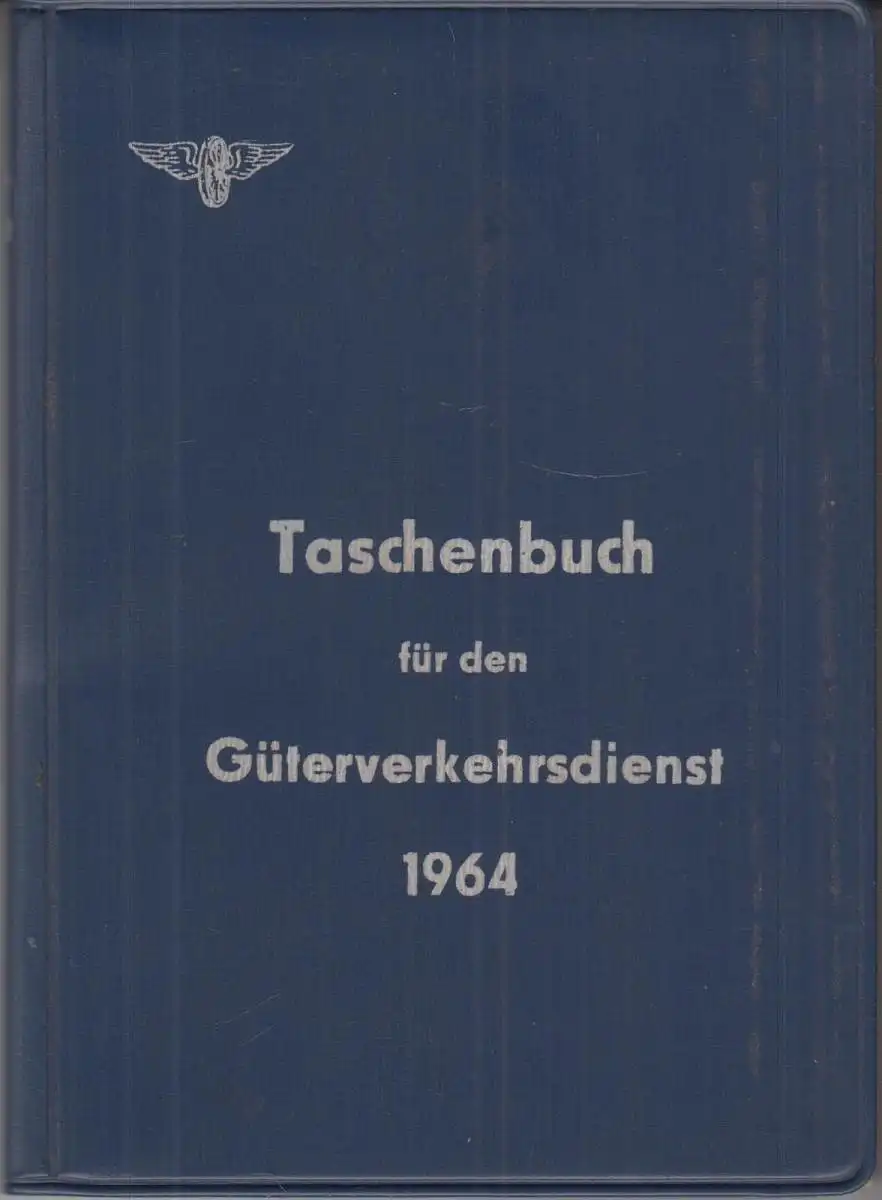 Taschenbuch
für den
Güterverkehrsdienst
1964